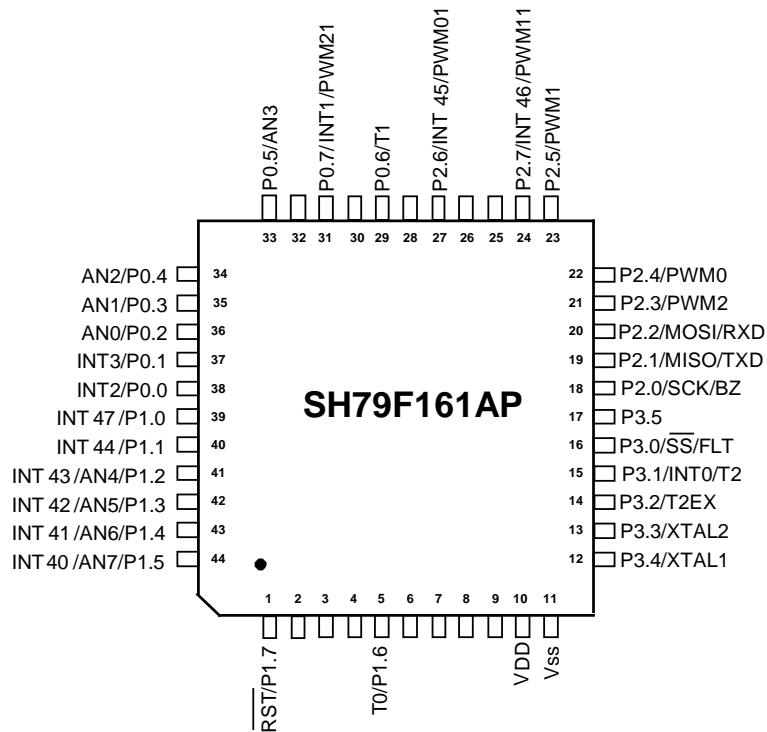 P0.5/AN3
P0.7/INT1/PWM21
P0.6/T1
P2.6/INT 45/PWM01
P2.7/INT 46/PWM11
P2.5/PWM1
33 32 31 30 29 28 27 26 25 24 23
AN2/P0.4 34
AN1/P0.3 35
AN0/P0.2 36
INT3/P0.1 37
INT2/P0.0 38
INT 47/P1.0 39
INT 44/P1.1 40
INT 43/AN4/P1.2 41
INT 42/AN5/P1.3 42
INT 41/AN6/P1.4 43
INT 40/AN7/P1.5 44
SH79F161AP
22 P2.4/PWM0
21 P2.3/PWM2
20 P2.2/MOSI/RXD
19 P2.1/MISO/TXD
18 P2.0/SCK/BZ
17 P3.5
16 P3.0/SS/FLT
15 P3.1/INT0/T2
14 P3.2/T2EX
13 P3.3/XTAL2
12 P3.4/XTAL1
1 2 3 4 5 6 7 8 9 10 11
RST/P1.7
T0/P1.6
VDD
Vss